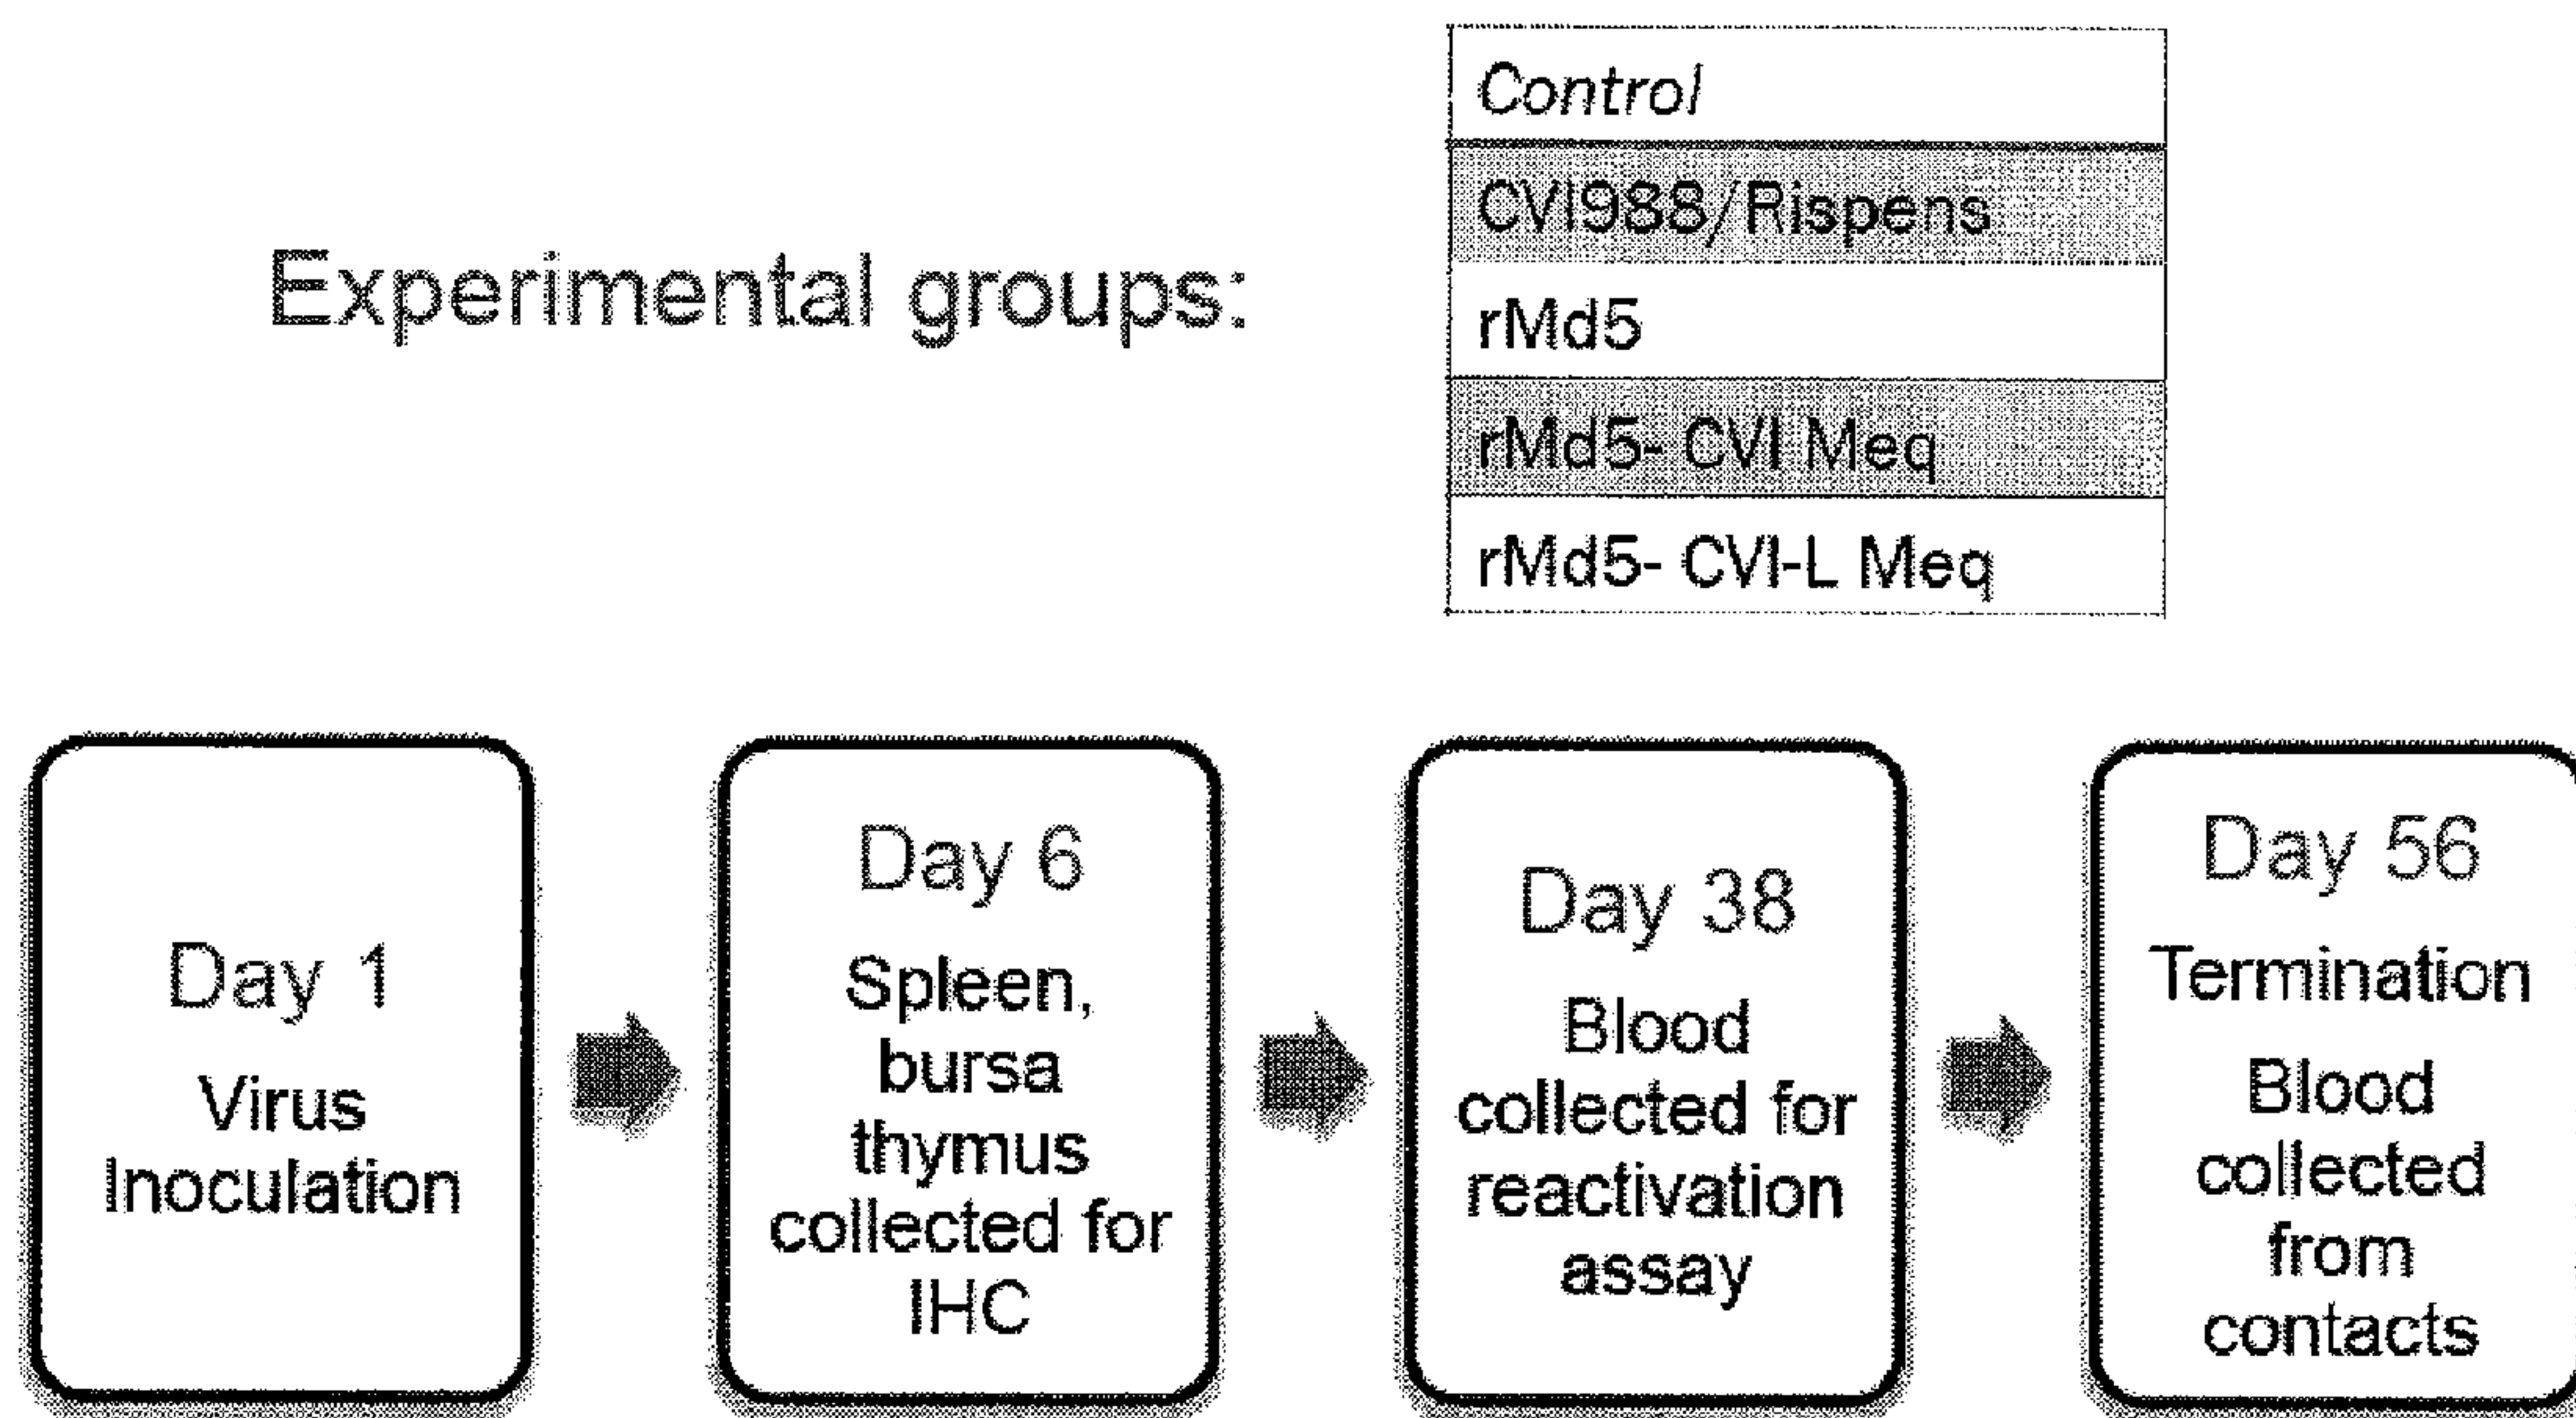 Experimental groups:
Control
CVI988/Rispens
rMd5
rMd5- CVI Meq
rMd5- CVI-L Meq
Day 1
Virus
Inoculation
Day 6
Spleen,
bursa
thymus
collected for
IHC
Day 38
Blood
collected for
reactivation
assay
Day 56
Termination
Blood
collected
from
contacts